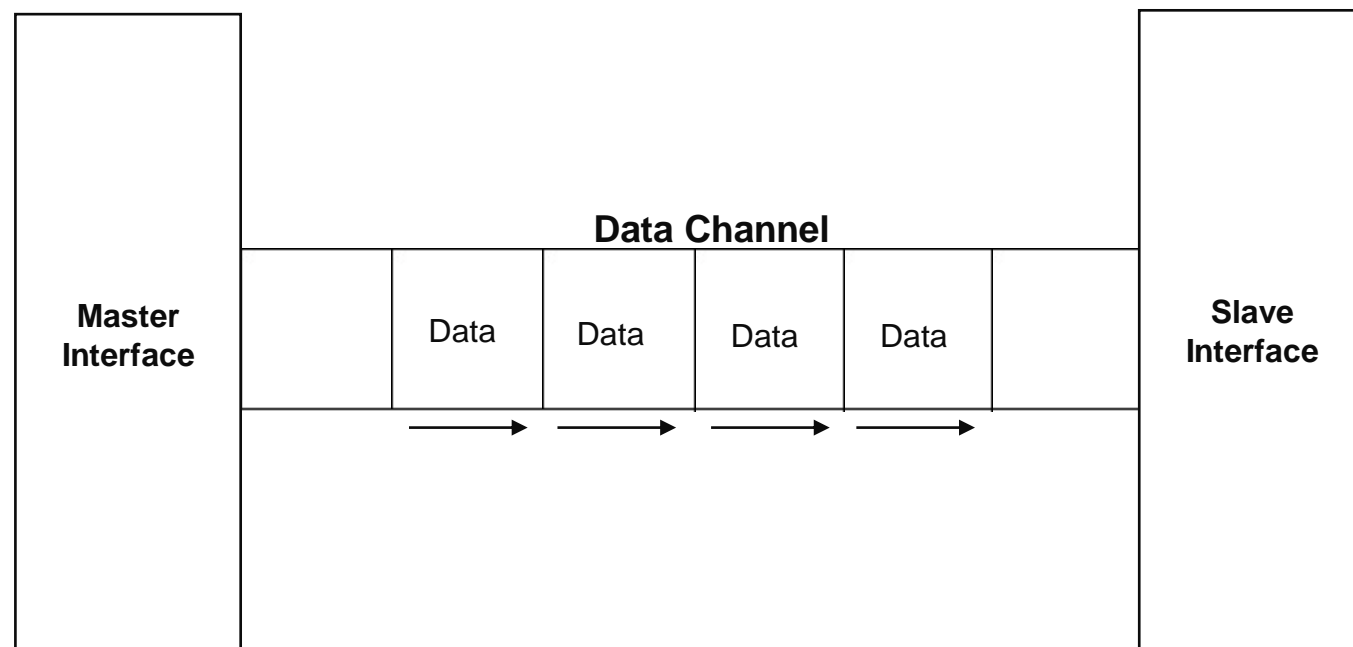 Data Channel
Master
Interface
Data
Data
Data
Data
Slave
Interface